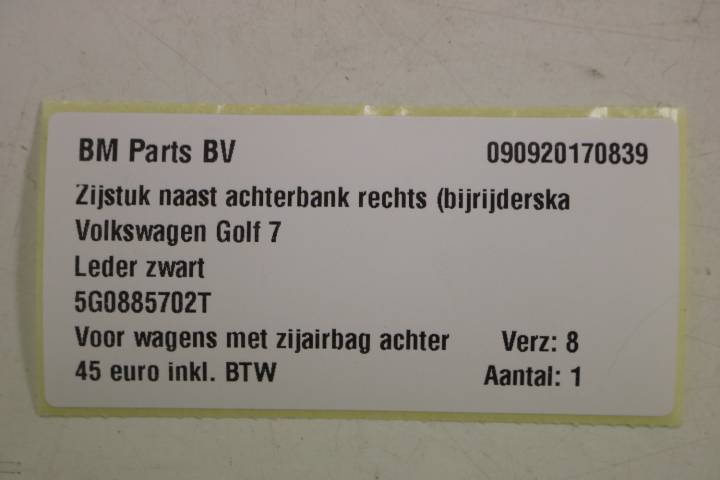 BM Parts BV 090920170839
Zijstuk naast achterbank rechts (bijrijderska
Volkswagen Golf 7
Leder zwart
5G0885702T
Voor wagens met zijairbag achter Verz: 8
45 euro inkl. BTW Aantal: 1